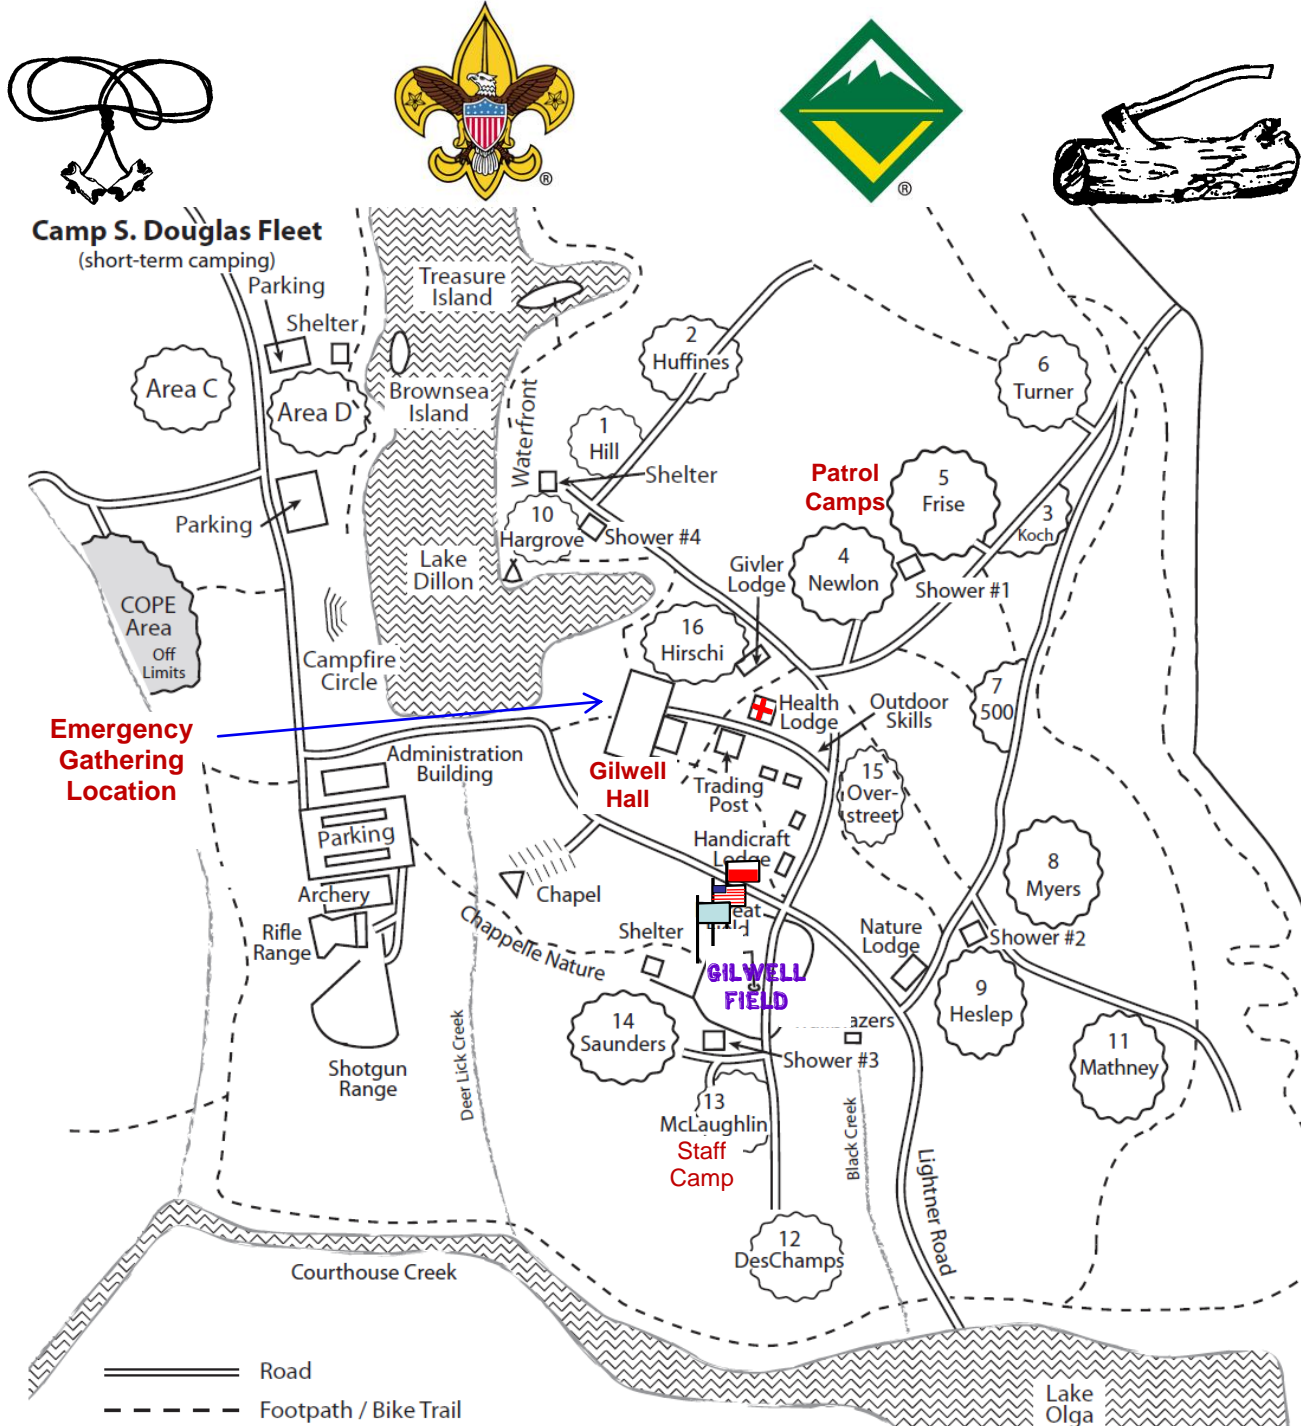 ®
®
Camp S. Douglas Fleet
(short-term camping)
Parking
Shelter
Area C
Area D
Treasure
Island
Brownsea
Island
Waterfront
2
Huffines
1
Hill
Shelter
6
Turner
Patrol
Camps
5
Frise
3
Koch
Parking
10
Hargrove
Shower #4
Lake
Dillon
Givler
Lodge
4
Newlon
Shower #1
COPE
Area
Off
Limits
Campfire
Circle
16
Hirschi
7
500
Health
Lodge
Outdoor
Skills
Emergency
Gathering
Location
Administration
Building
Gilwell
Hall
Trading
Post
15
Over-
street
Parking
Handicraft
Lodge
8
Myers
Archery
Chapel
Rifle
Range
Chappelle Nature
Shelter
eat
Nature
Lodge
Shower #2
GILWELL
FIELD
9
Heslep
14
Saunders
azers
Shower #3
11
Mathney
Shotgun
Range
Deer Lick Creek
13
McLaughlin
Staff
Camp
Black Creek
Lightner Road
12
DesChamps
Courthouse Creek
Road
Footpath / Bike Trail
Lake
Olga